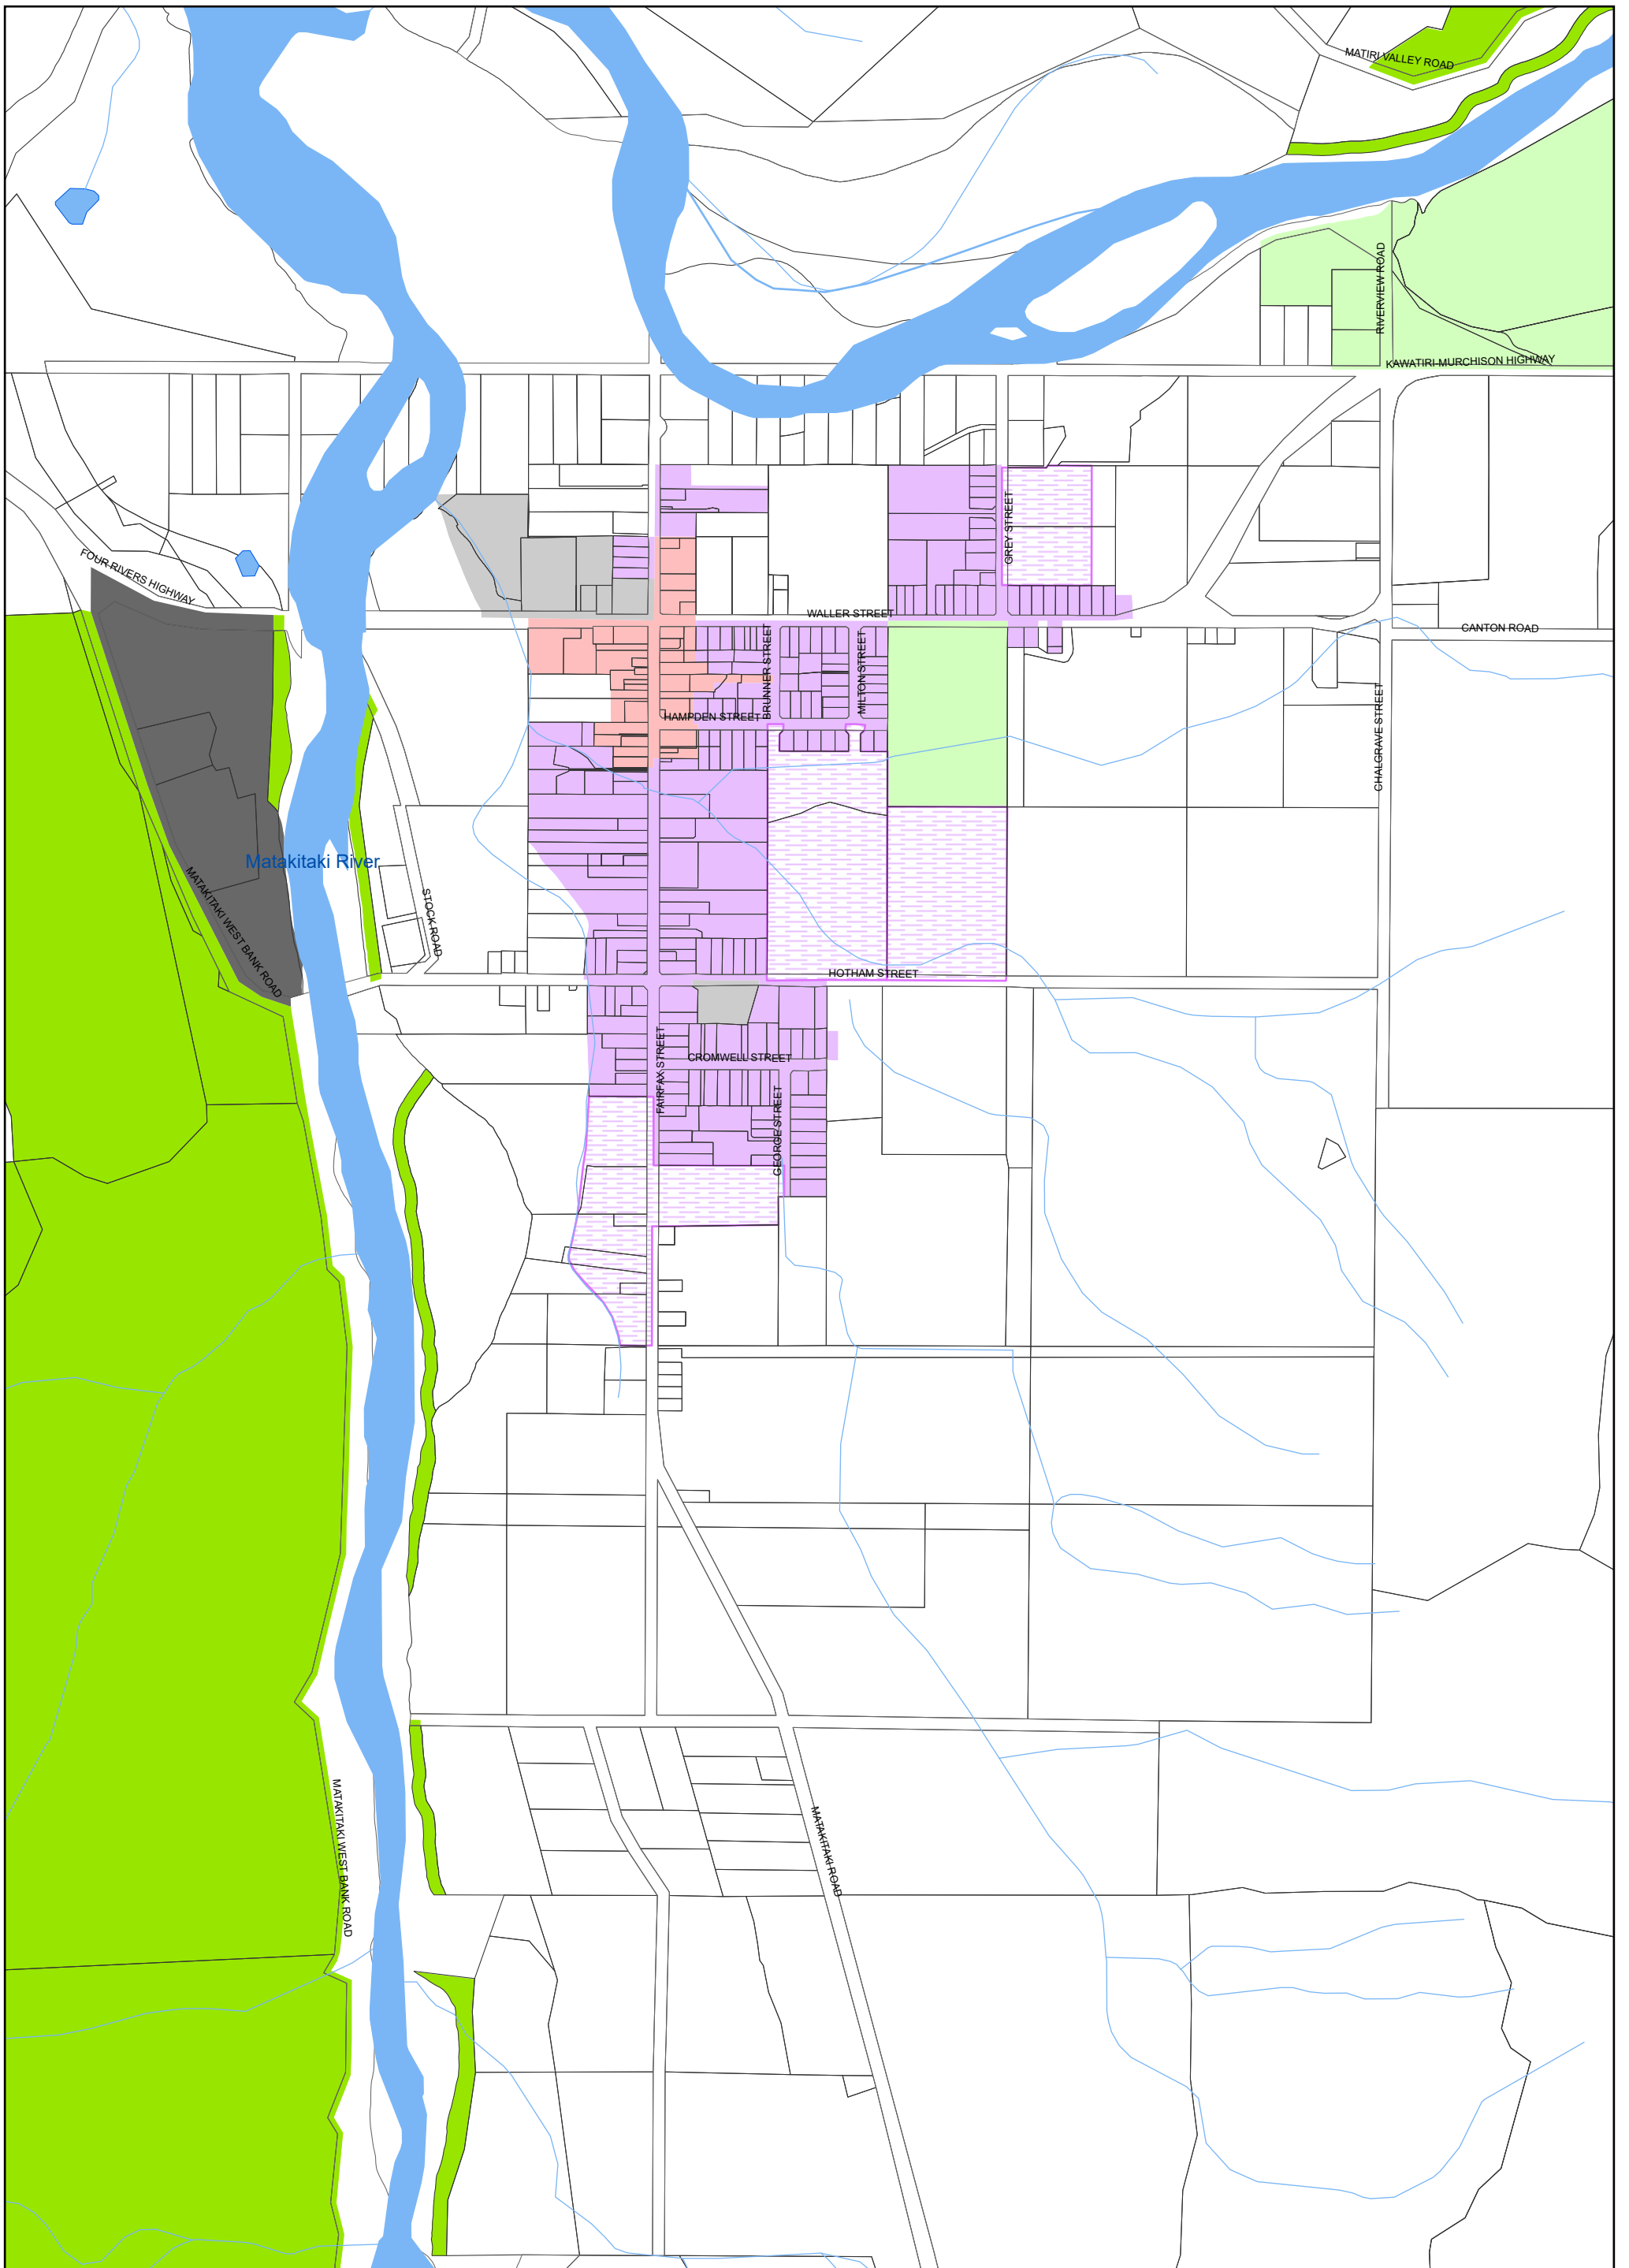 MATIRI VALLEY ROAD
RIVERVIEW ROAD
KAWATIRI-MURCHISON HIGHWAY
GREY STREET
FOUR RIVERS HIGHWAY
WALLER STREET
CANTON ROAD
BRUNNER STREET
MILTON STREET
HAMPDEN STREET
CHALGRAVE STREET
Matakitaki River
MATAKITAKI WEST BANK ROAD
STOCK ROAD
HOTHAM STREET
FAIRFAX STREET
CROMWELL STREET
GEORGE STREET
MATAKITAKI WEST BANK ROAD
MATAKITAKI ROAD